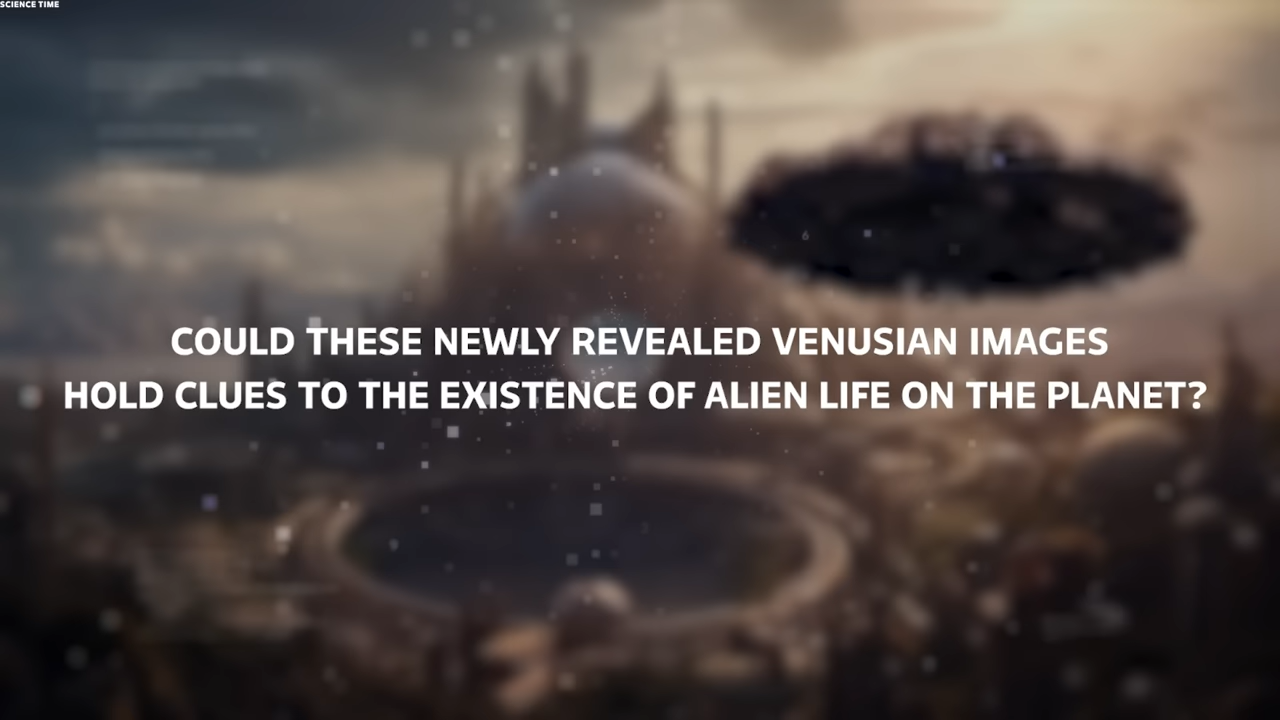 SCIENCE TIME
COULD THESE NEWLY REVEALED VENUSIAN IMAGES
HOLD CLUES TO THE EXISTENCE OF ALIEN LIFE ON THE PLANET?